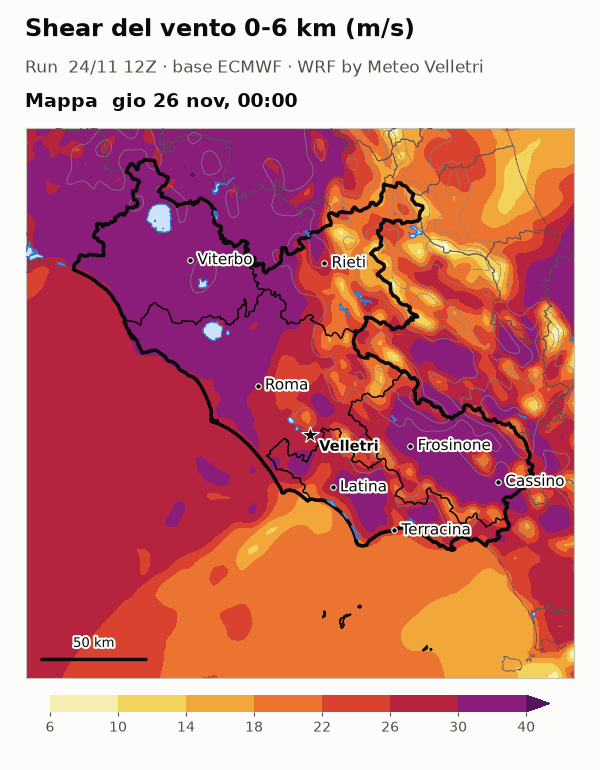 Shear del vento 0-6 km (m/s)
Run  24/11 12Z · base ECMWF · WRF by Meteo Velletri
Mappa  gio 26 nov, 00:00
Viterbo
Rieti
Roma
Velletri
Frosinone
Cassino
Latina
Terracina
50 km
6 10 14 18 22 26 30 40